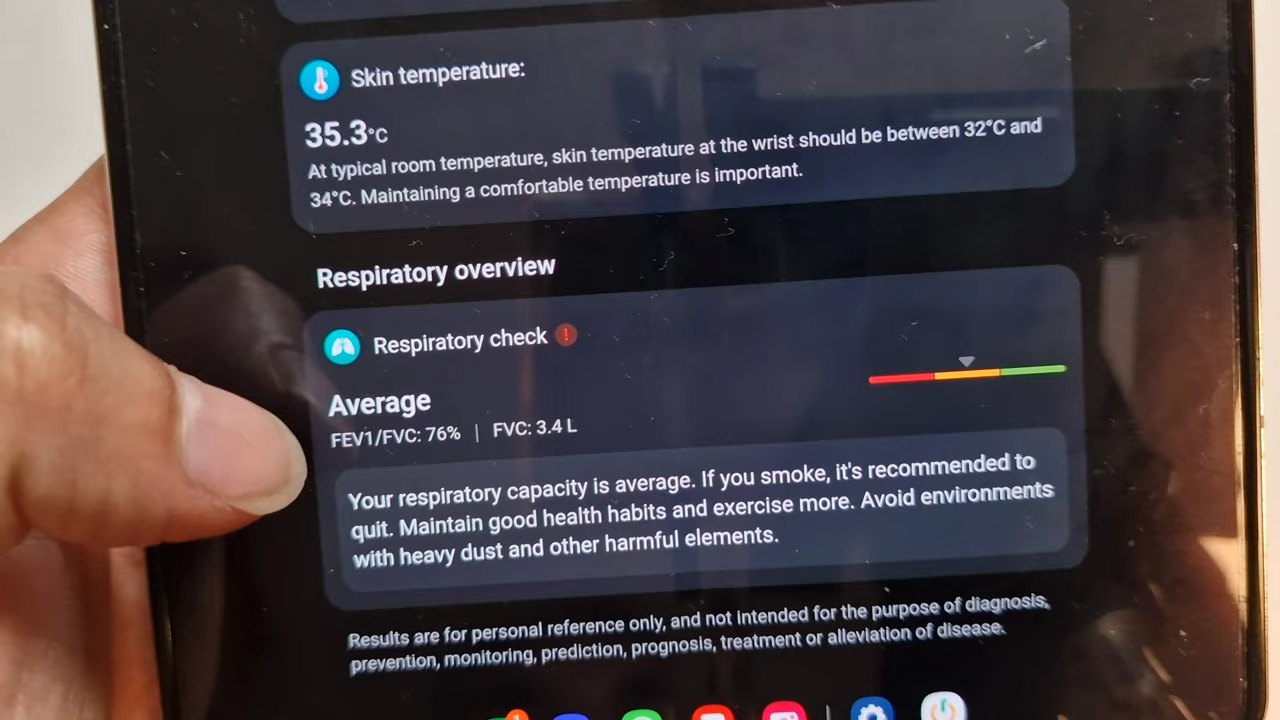 Skin temperature:
35.3°C
At typical room temperature, skin temperature at the wrist should be between 32°C and
34°C. Maintaining a comfortable temperature is important.
Respiratory overview
Respiratory check !
Average
FEV1/FVC: 76% | FVC: 3.4 L
Your respiratory capacity is average. If you smoke, it's recommended to
quit. Maintain good health habits and exercise more. Avoid environments
with heavy dust and other harmful elements.
Results are for personal reference only, and not intended for the purpose of diagnosis,
prevention, monitoring, prediction, prognosis, treatment or alleviation of disease.